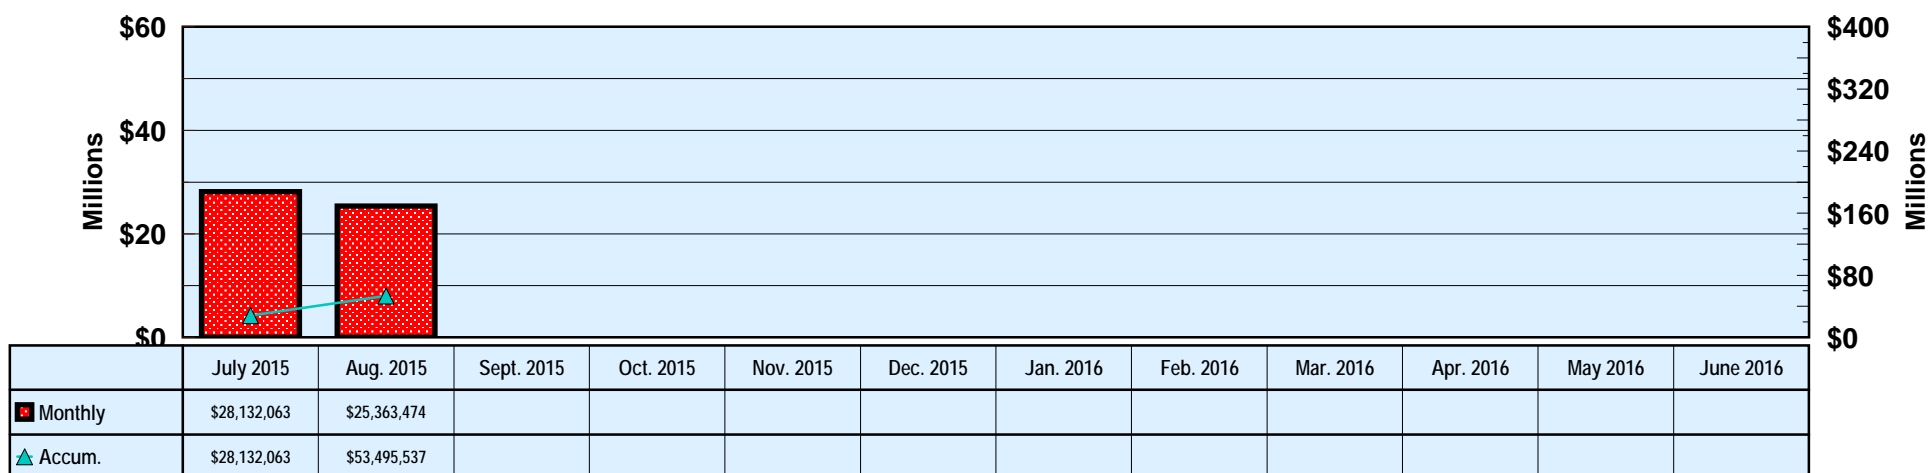 $60
$40
$20
$0
Millions
$400
$320
$240
$160
$80
$0
Millions
July 2015 Aug. 2015 Sept. 2015 Oct. 2015 Nov. 2015 Dec. 2015 Jan. 2016 Feb. 2016 Mar. 2016 Apr. 2016 May 2016 June 2016
Monthly $28,132,063 $25,363,474
Accum. $28,132,063 $53,495,537